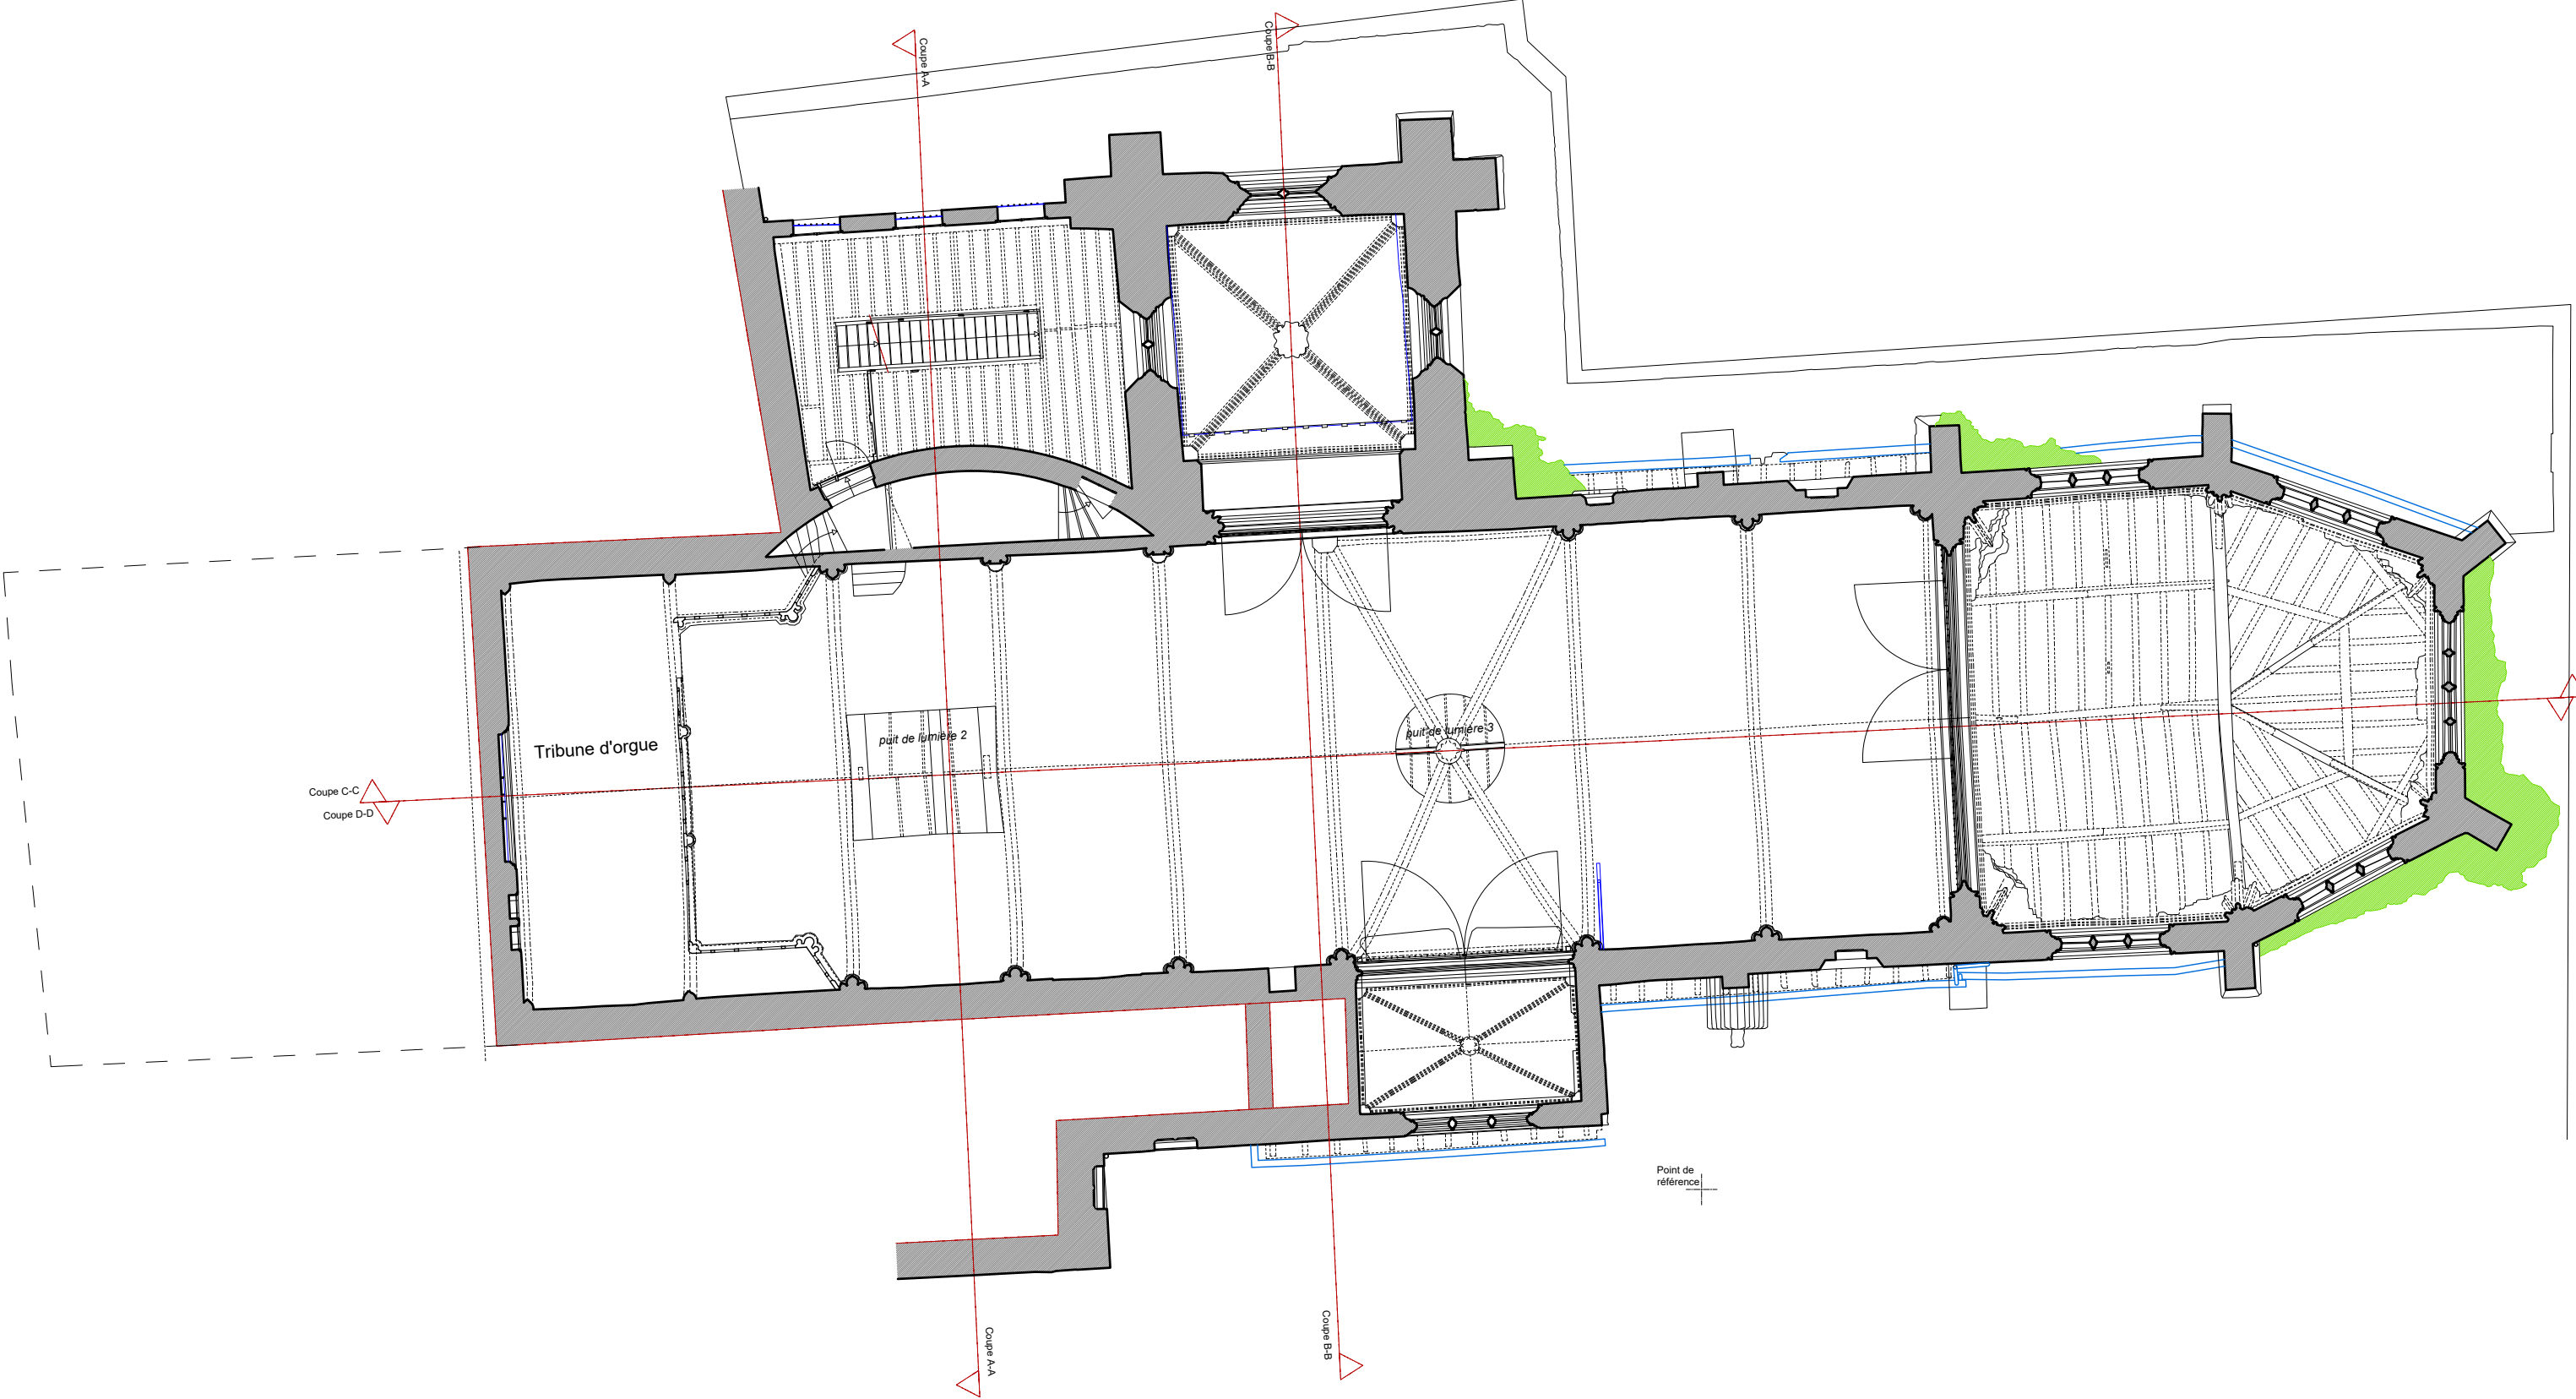 Coupe A-A
Coupe B-B
Tribune d'orgue
puit de lumière 2
puit de lumière 3
Coupe C-C
Coupe D-D
Point de
référence
Coupe B-B
Coupe A-A